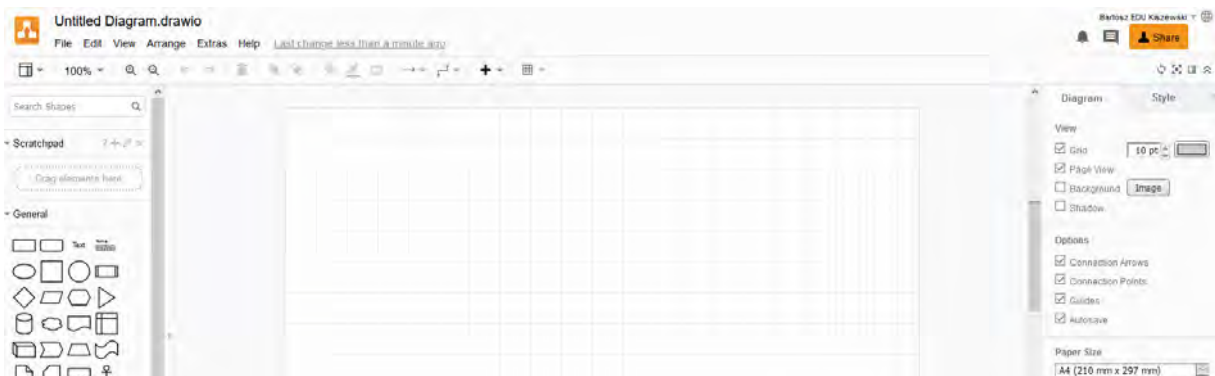 Untitled Diagram.drawio
Bartosz EDU Kiszewski
File Edit View Arrange Extras Help Last change less than a minute ago
Share
100%
Search Shapes
Scratchpad
Drag elements here
General
Text
Diagram Style
View
Grid 10 pt
Page View
Background Image
Shadow
Options
Connection Arrows
Connection Points
Guides
Autosave
Paper Size
A4 (210 mm x 297 mm)